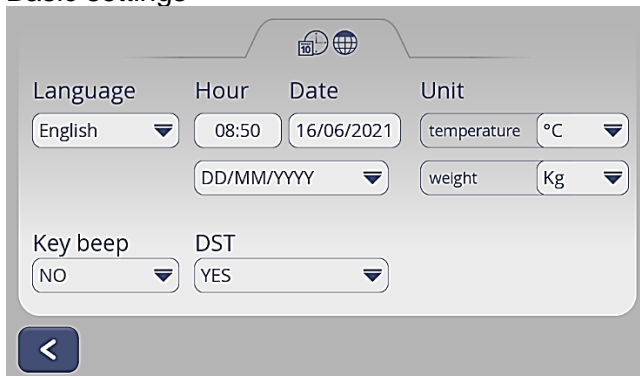 Basic settings
10
Language Hour Date Unit
English 08:50 16/06/2021 temperature °C
DD/MM/YYYY weight Kg
Key beep DST
NO YES